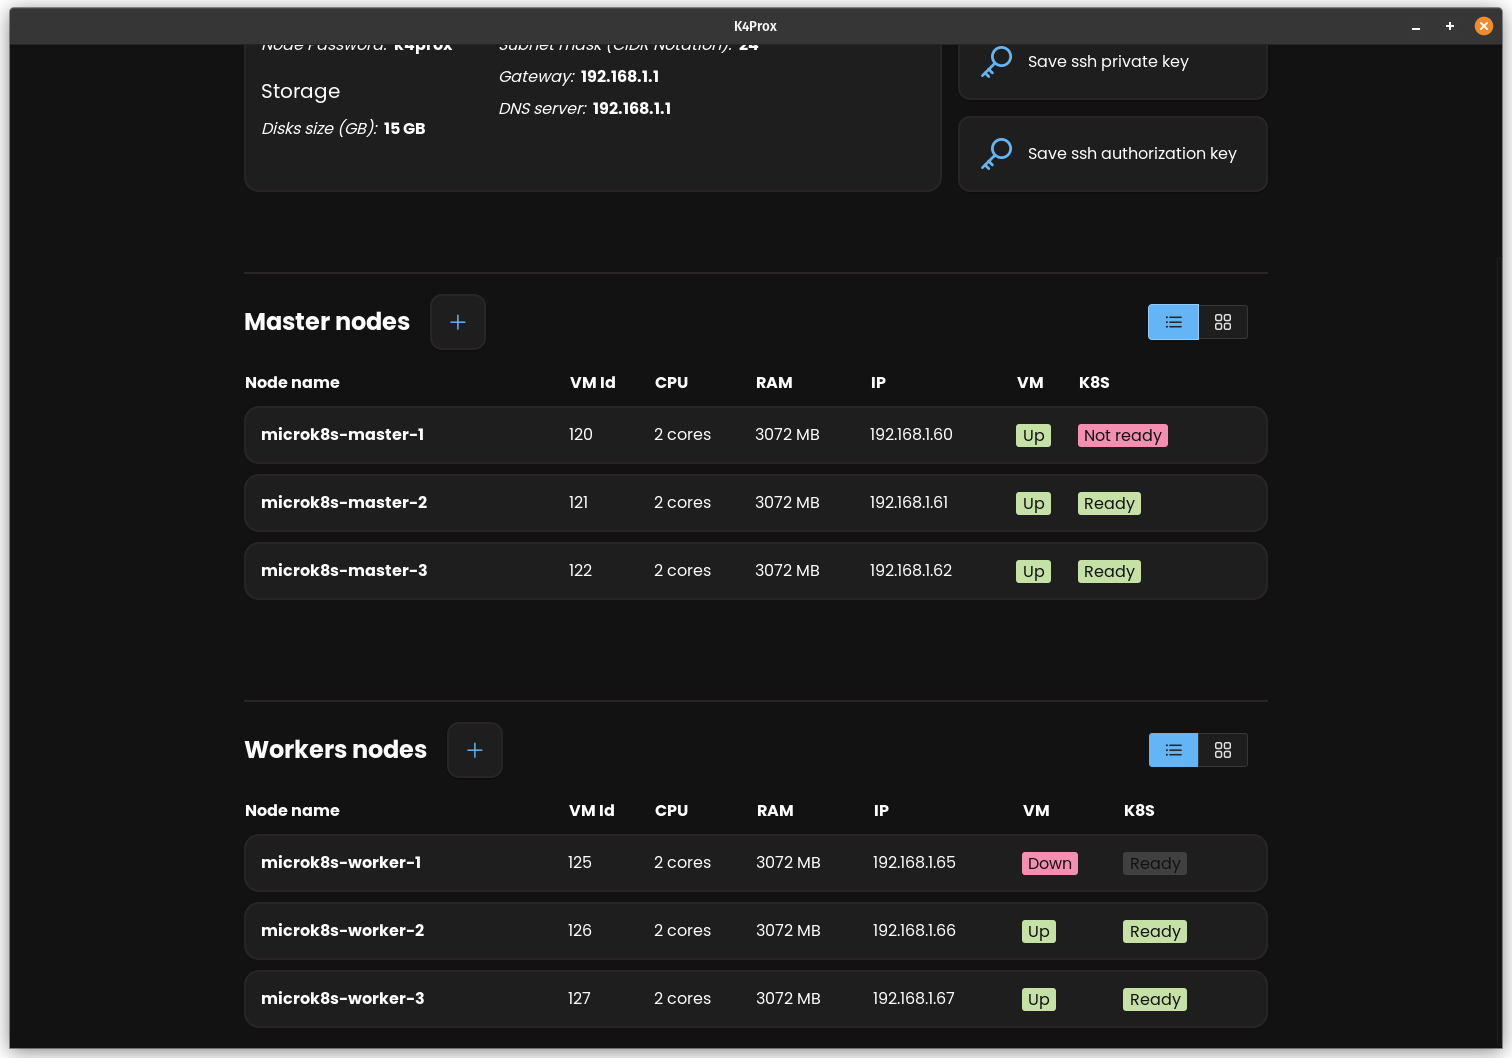 K4Prox
Node Password: k4prox
Subnet mask (CIDR Notation): 24
Save ssh private key
Gateway: 192.168.1.1
Storage
DNS server: 192.168.1.1
Disks size (GB): 15 GB
Save ssh authorization key
Master nodes
Node name VM Id CPU RAM IP VM K8S
microk8s-master-1 120 2 cores 3072 MB 192.168.1.60 Up Not ready
microk8s-master-2 121 2 cores 3072 MB 192.168.1.61 Up Ready
microk8s-master-3 122 2 cores 3072 MB 192.168.1.62 Up Ready
Workers nodes
Node name VM Id CPU RAM IP VM K8S
microk8s-worker-1 125 2 cores 3072 MB 192.168.1.65 Down Ready
microk8s-worker-2 126 2 cores 3072 MB 192.168.1.66 Up Ready
microk8s-worker-3 127 2 cores 3072 MB 192.168.1.67 Up Ready